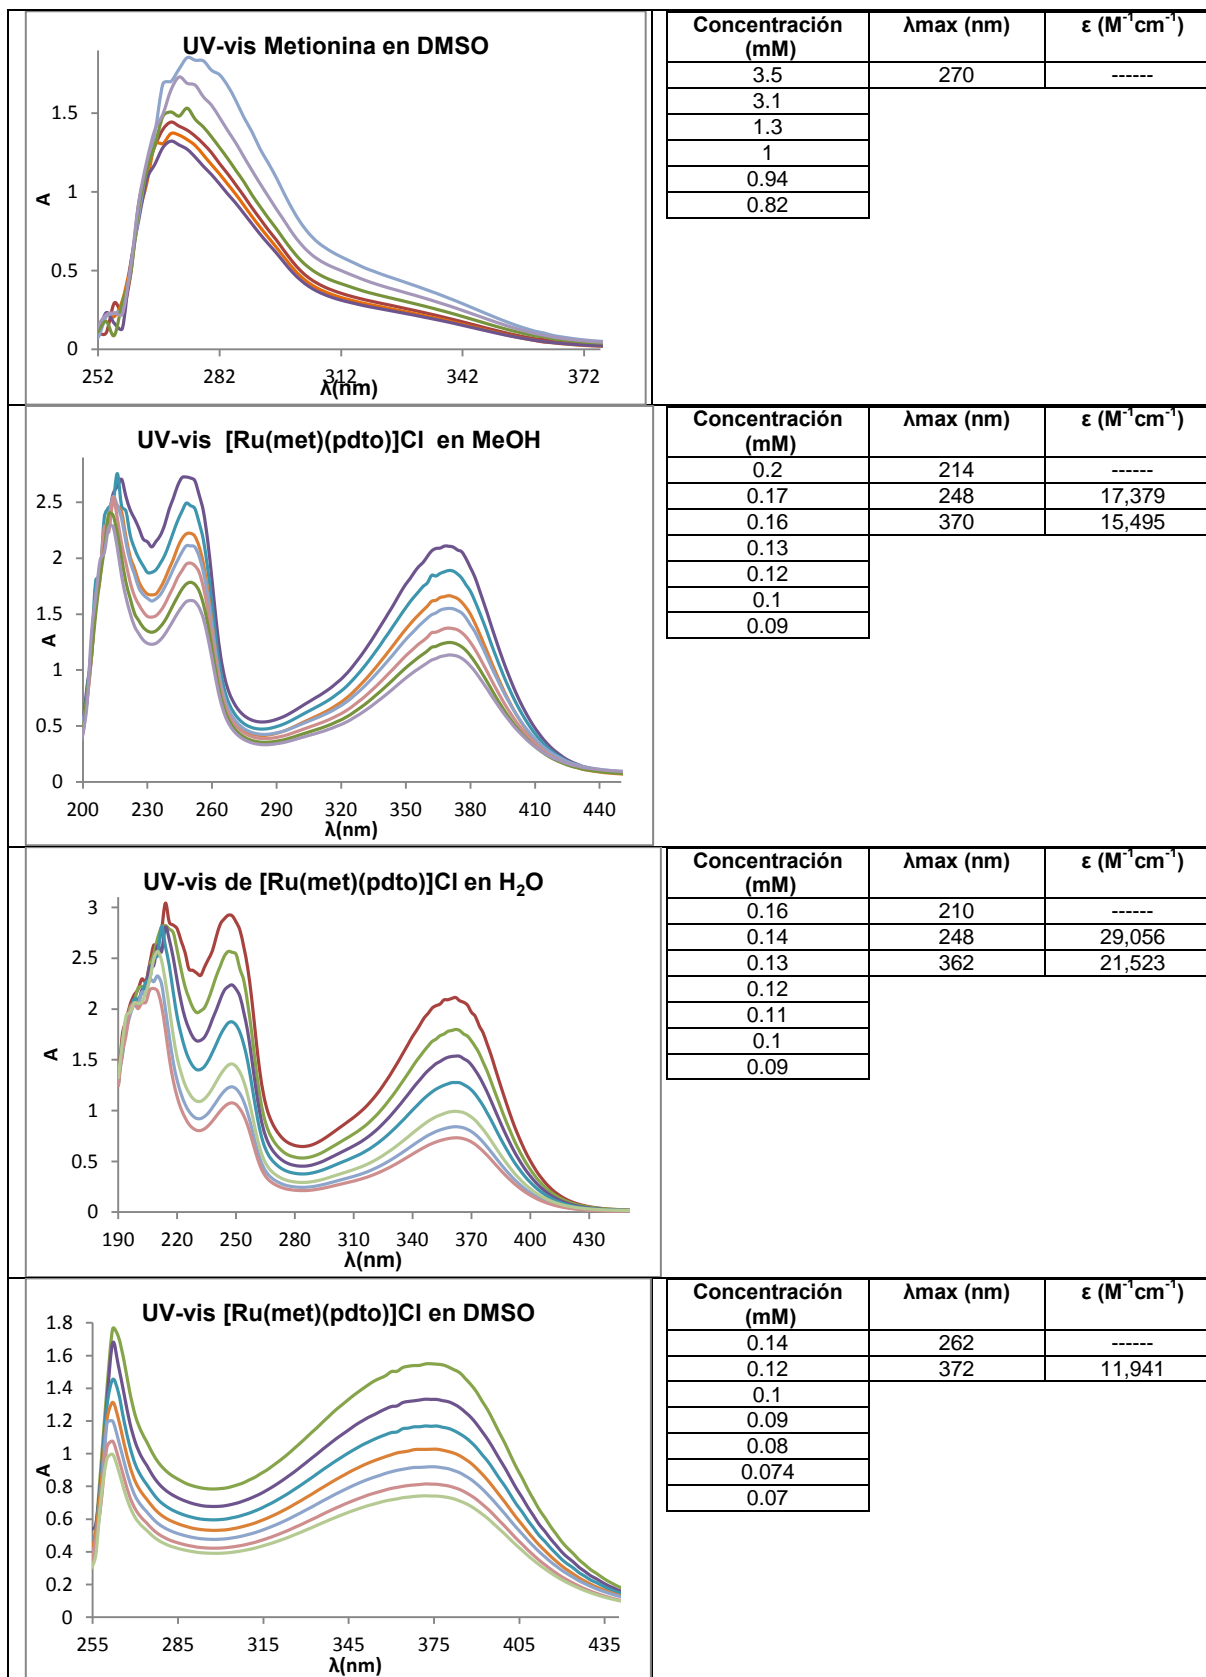 UV-vis Metionina en DMSO
1.5
1
0.5
0
A
252 282 312 342 372
λ(nm)
Concentración (mM) λmax (nm) ε (M⁻¹cm⁻¹)
3.5 270 ------
3.1
1.3
1
0.94
0.82
UV-vis [Ru(met)(pdto)]Cl en MeOH
2.5
2
1.5
1
0.5
0
A
200 230 260 290 320 350 380 410 440
λ(nm)
Concentración (mM) λmax (nm) ε (M⁻¹cm⁻¹)
0.2 214 ------
0.17 248 17,379
0.16 370 15,495
0.13
0.12
0.1
0.09
UV-vis de [Ru(met)(pdto)]Cl en H₂O
3
2.5
2
1.5
1
0.5
0
A
190 220 250 280 310 340 370 400 430
λ(nm)
Concentración (mM) λmax (nm) ε (M⁻¹cm⁻¹)
0.16 210 ------
0.14 248 29,056
0.13 362 21,523
0.12
0.11
0.1
0.09
UV-vis [Ru(met)(pdto)]Cl en DMSO
1.8
1.6
1.4
1.2
1
0.8
0.6
0.4
0.2
0
A
255 285 315 345 375 405 435
λ(nm)
Concentración (mM) λmax (nm) ε (M⁻¹cm⁻¹)
0.14 262 ------
0.12 372 11,941
0.1
0.09
0.08
0.074
0.07